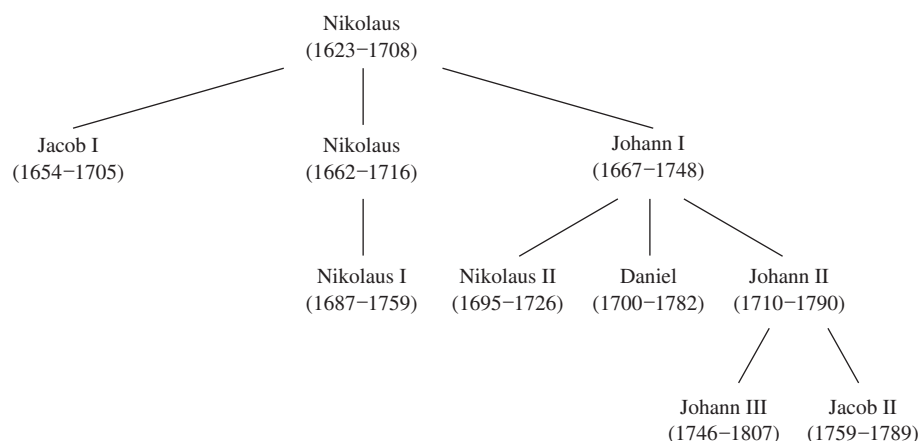 Nikolaus
(1623–1708)
Jacob I
(1654–1705)
Nikolaus
(1662–1716)
Johann I
(1667–1748)
Nikolaus I
(1687–1759)
Nikolaus II
(1695–1726)
Daniel
(1700–1782)
Johann II
(1710–1790)
Johann III
(1746–1807)
Jacob II
(1759–1789)